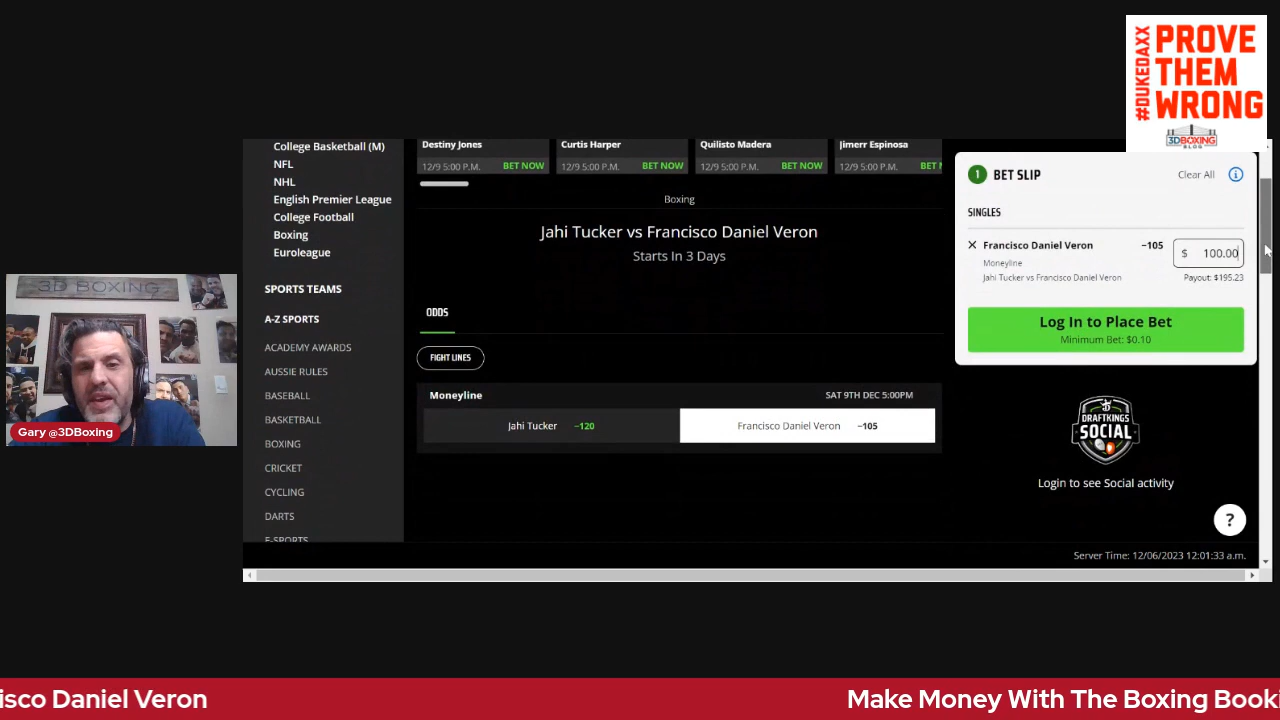 #DUKEDAXX
PROVE
THEM
WRONG
3DBOXING
BLOG
College Basketball (M)
NFL
NHL
English Premier League
College Football
Boxing
Euroleague
SPORTS TEAMS
A-Z SPORTS
ACADEMY AWARDS
AUSSIE RULES
BASEBALL
BASKETBALL
BOXING
CRICKET
CYCLING
DARTS
E-SPORTS
Destiny Jones
12/9 5:00 P.M. BET NOW
Curtis Harper
12/9 5:00 P.M. BET NOW
Quilisto Madera
12/9 5:00 P.M. BET NOW
Jimerr Espinosa
12/9 5:00 P.M. BET N
Boxing
Jahi Tucker vs Francisco Daniel Veron
Starts In 3 Days
ODDS
FIGHT LINES
Moneyline SAT 9TH DEC 5:00PM
Jahi Tucker −120 Francisco Daniel Veron −105
1 BET SLIP Clear All i
SINGLES
Francisco Daniel Veron −105 $ 100.00
Moneyline
Jahi Tucker vs Francisco Daniel Veron Payout: $195.23
Log In to Place Bet
Minimum Bet: $0.10
DRAFTKINGS
SOCIAL
Login to see Social activity
?
Server Time: 12/06/2023 12:01:33 a.m.
3D BOXING
Gary @3DBoxing
isco Daniel Veron Make Money With The Boxing Booki